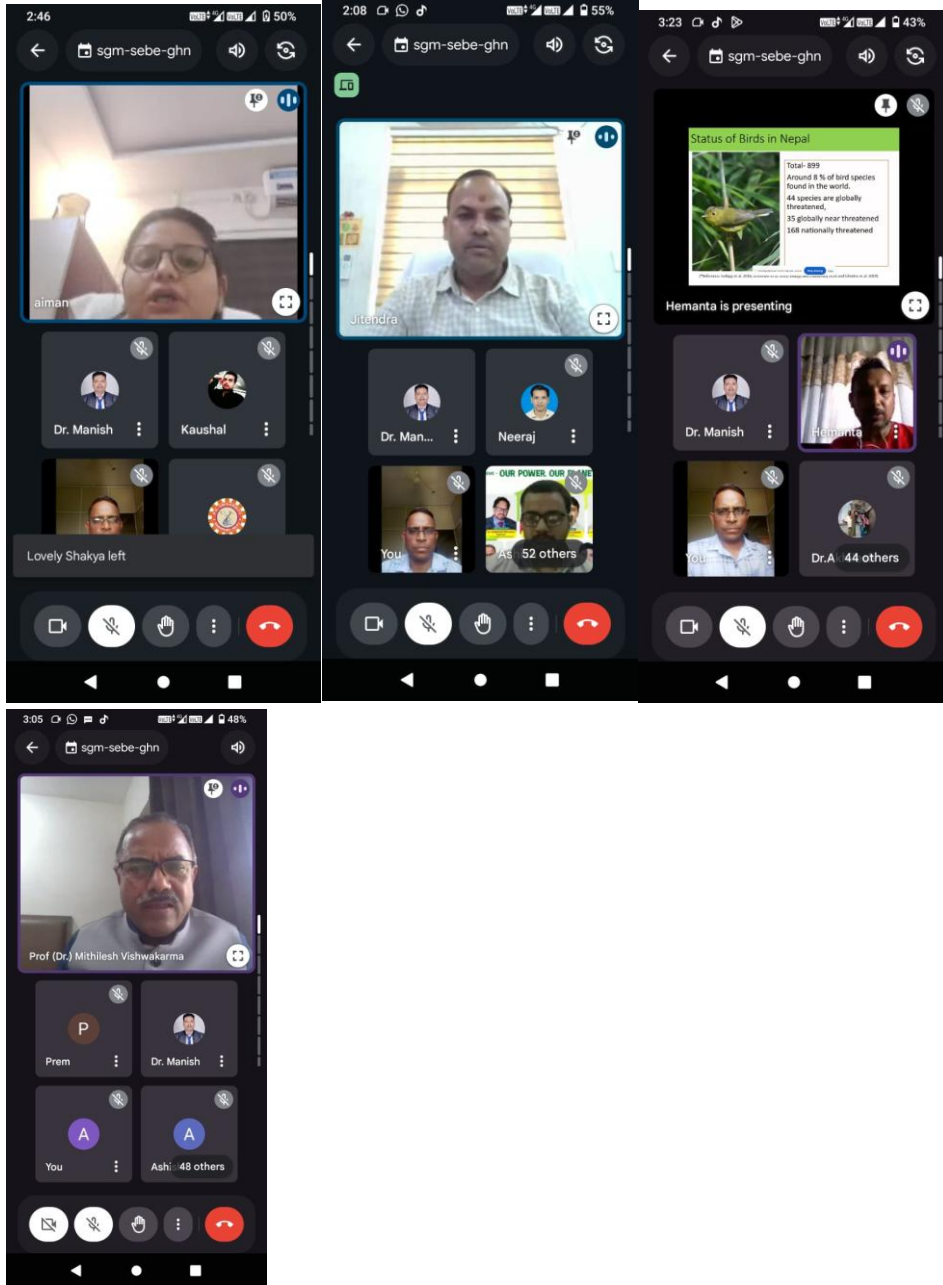 2:46
50%
sgm-sebe-ghn
aiman
Dr. Manish
Kaushal
Lovely Shakya left
2:08
55%
sgm-sebe-ghn
Jitendra
Dr. Man...
Neeraj
OUR POWER, OUR
You
As
52 others
3:23
43%
sgm-sebe-ghn
Status of Birds in Nepal
Total- 899
Around 8 % of bird species
found in the world.
44 species are globally
threatened,
35 globally near threatened
168 nationally threatened
Hemanta is presenting
Dr. Manish
Hemanta
You
Dr.A
44 others
3:05
48%
sgm-sebe-ghn
Prof (Dr.) Mithilesh Vishwakarma
P
Prem
Dr. Manish
A
You
A
Ashi
48 others